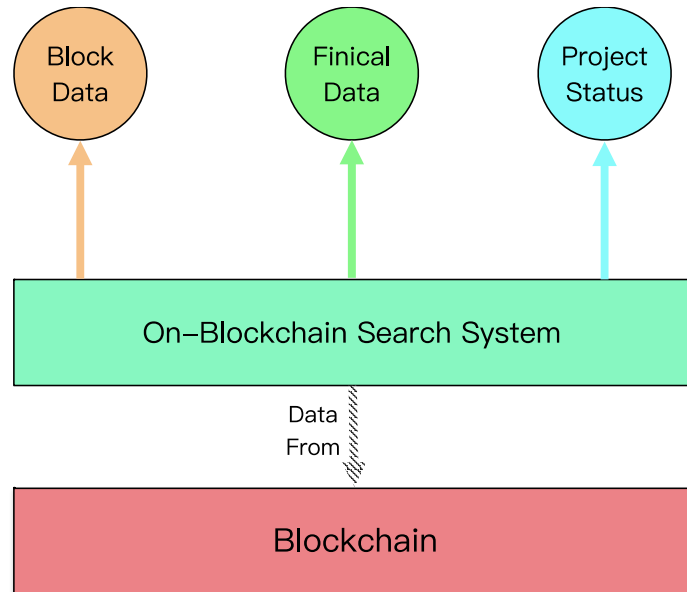 Block
Data
Finical
Data
Project
Status
On-Blockchain Search System
Data
From
Blockchain